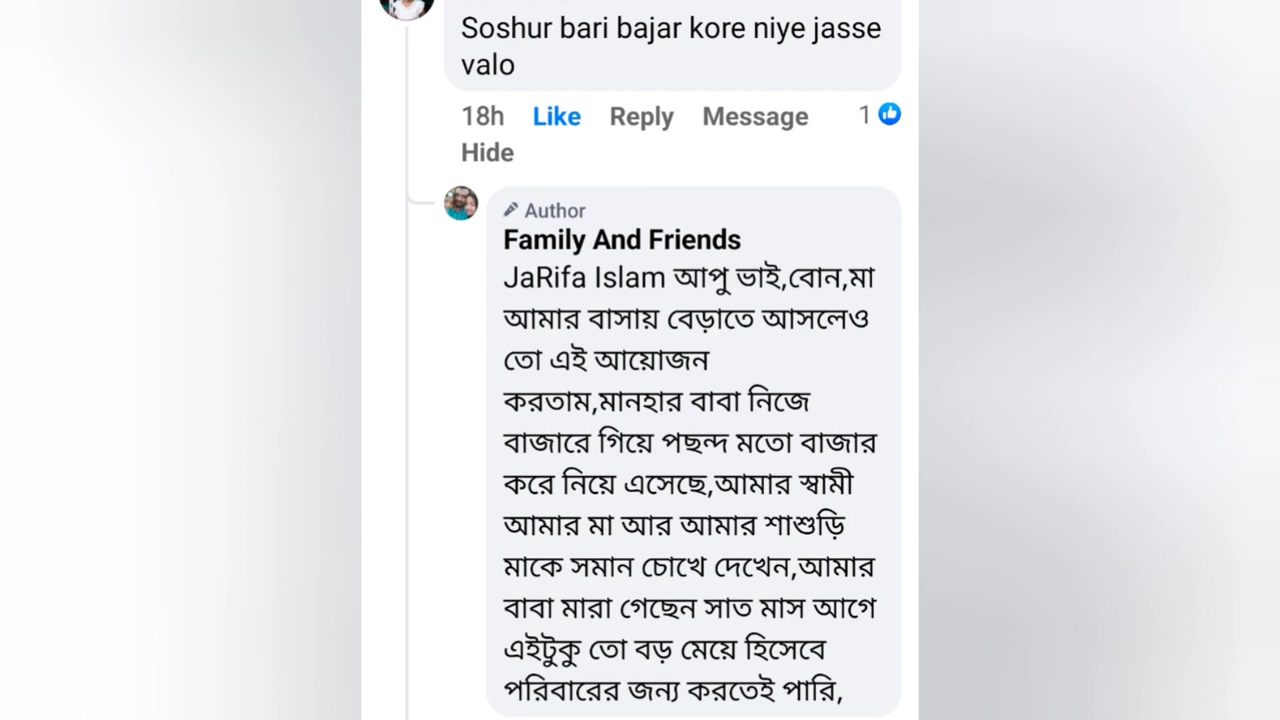 Soshur bari bajar kore niye jasse
valo
18h Like Reply Message 1
Hide
Author
Family And Friends
JaRifa Islam আপু ভাই,বোন,মা
আমার বাসায় বেড়াতে আসলেও
তো এই আয়োজন
করতাম,মানহার বাবা নিজে
বাজারে গিয়ে পছন্দ মতো বাজার
করে নিয়ে এসেছে,আমার স্বামী
আমার মা আর আমার শাশুড়ি
মাকে সমান চোখে দেখেন,আমার
বাবা মারা গেছেন সাত মাস আগে
এইটুকু তো বড় মেয়ে হিসেবে
পরিবারের জন্য করতেই পারি,